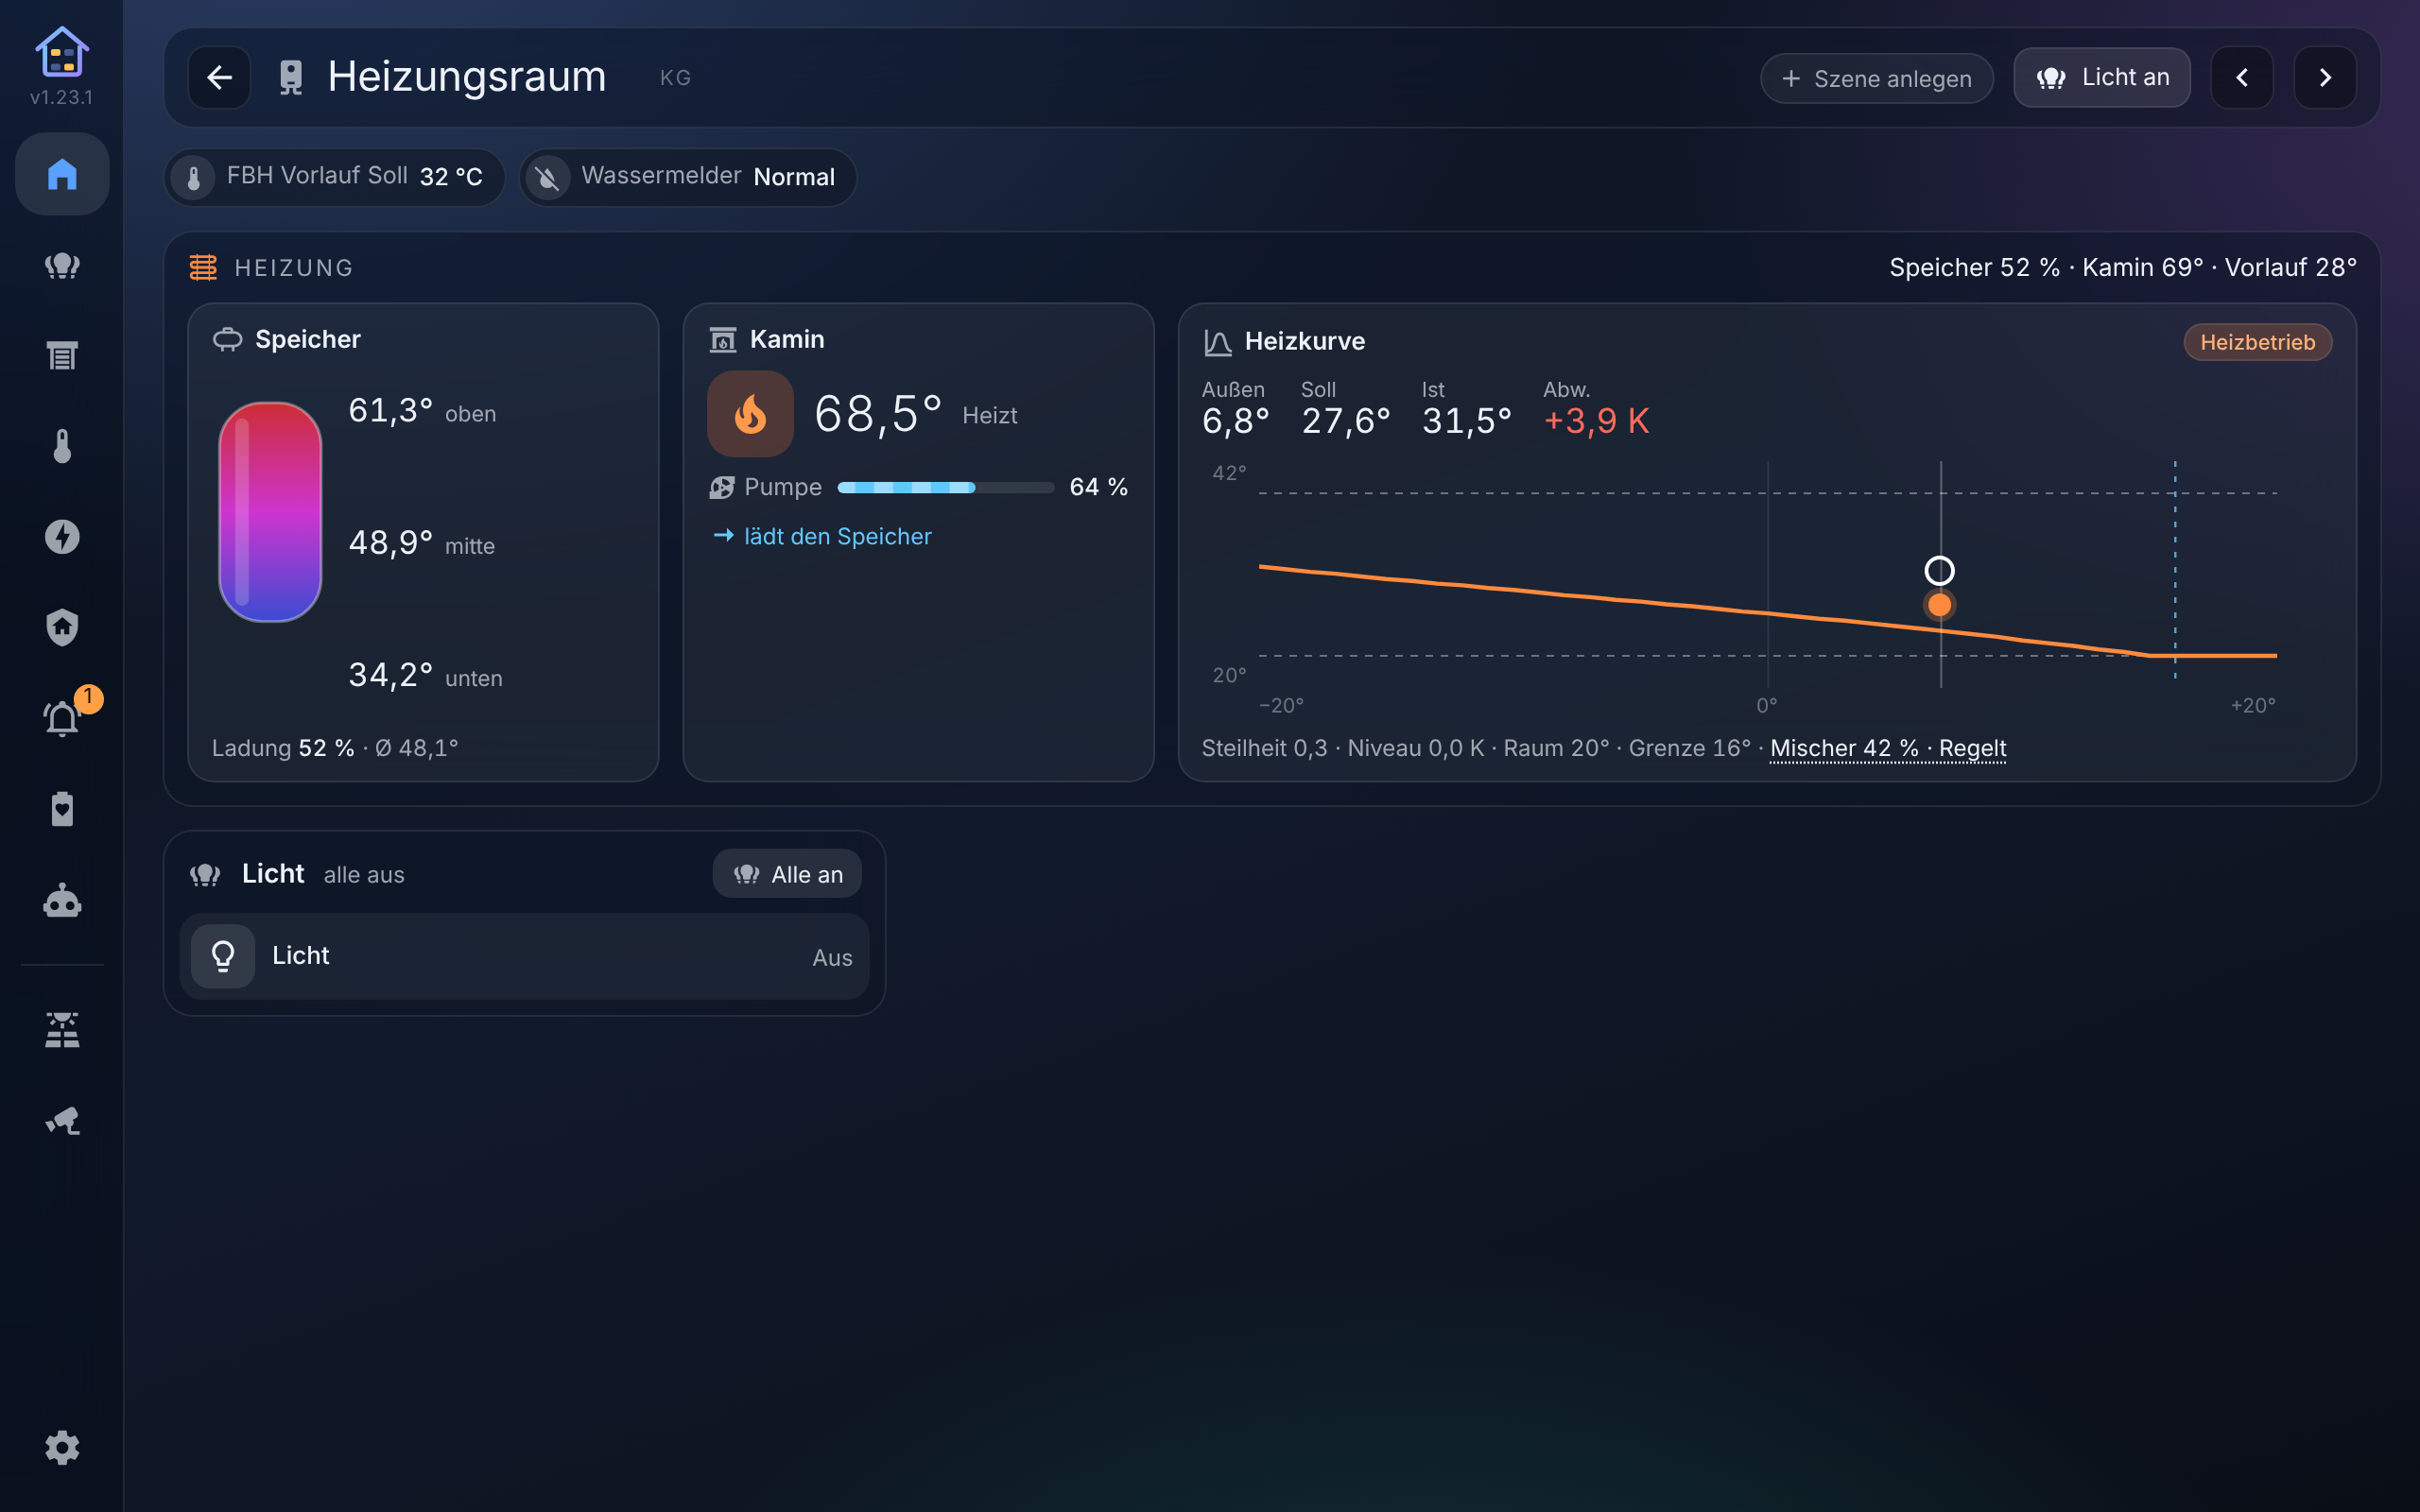 v1.23.1
Heizungsraum KG
+ Szene anlegen
Licht an
FBH Vorlauf Soll 32 °C
Wassermelder Normal
HEIZUNG
Speicher 52 % · Kamin 69° · Vorlauf 28°
Speicher
61,3° oben
48,9° mitte
34,2° unten
Ladung 52 % · Ø 48,1°
Kamin
68,5° Heizt
Pumpe 64 %
→ lädt den Speicher
Heizkurve
Heizbetrieb
Außen Soll Ist Abw.
6,8° 27,6° 31,5° +3,9 K
42°
20°
−20° 0° +20°
Steilheit 0,3 · Niveau 0,0 K · Raum 20° · Grenze 16° · Mischer 42 % · Regelt
1
Licht alle aus
Alle an
Licht Aus